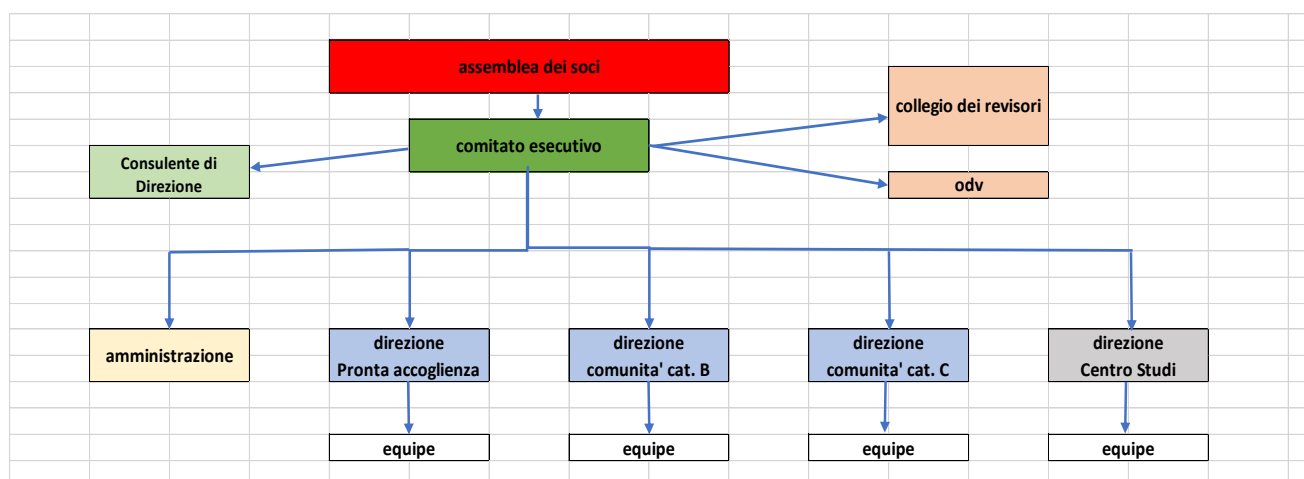 assemblea dei soci
collegio dei revisori
comitato esecutivo
Consulente di
Direzione
odv
amministrazione
direzione
Pronta accoglienza
direzione
comunita' cat. B
direzione
comunita' cat. C
direzione
Centro Studi
equipe
equipe
equipe
equipe